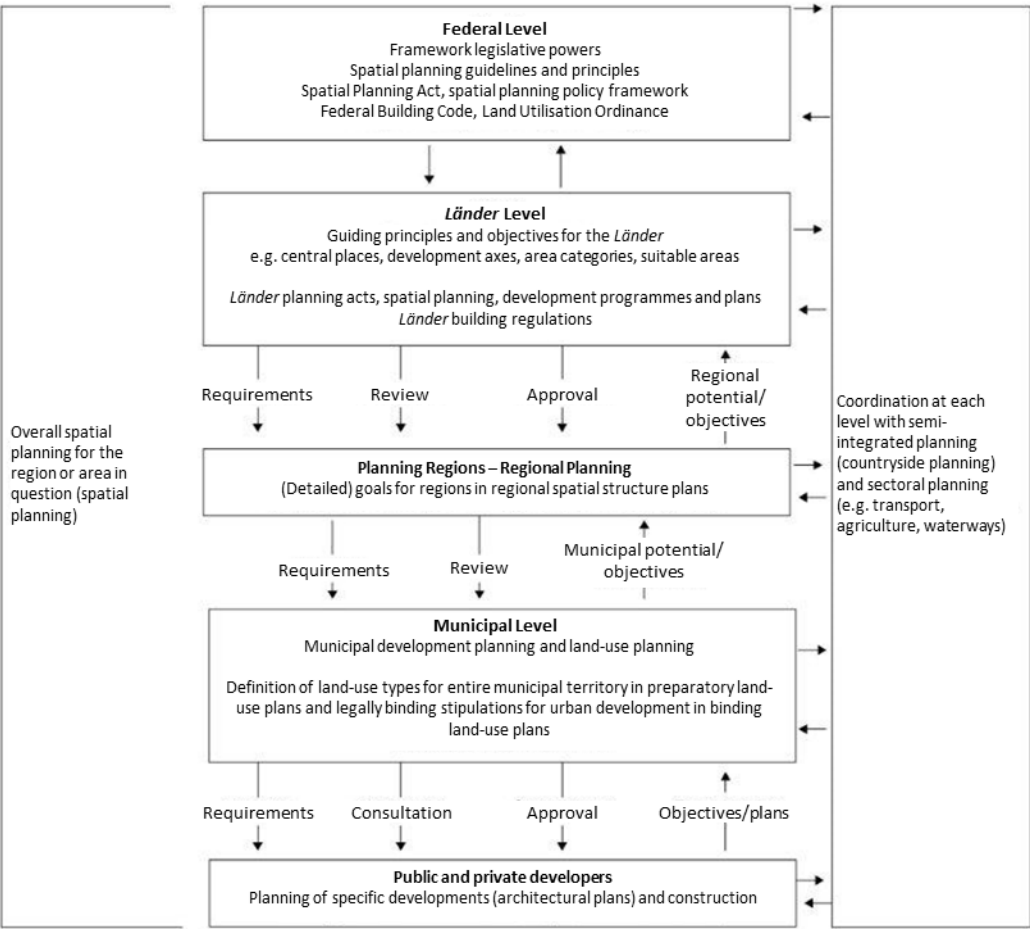 Federal Level
Framework legislative powers
Spatial planning guidelines and principles
Spatial Planning Act, spatial planning policy framework
Federal Building Code, Land Utilisation Ordinance
Länder Level
Guiding principles and objectives for the Länder
e.g. central places, development axes, area categories, suitable areas
Länder planning acts, spatial planning, development programmes and plans
Länder building regulations
Requirements
Review
Approval
Regional
potential/
objectives
Overall spatial
planning for the
region or area in
question (spatial
planning)
Coordination at each
level with semi-
integrated planning
(countryside planning)
and sectoral planning
(e.g. transport,
agriculture, waterways)
Planning Regions – Regional Planning
(Detailed) goals for regions in regional spatial structure plans
Requirements
Review
Municipal potential/
objectives
Municipal Level
Municipal development planning and land-use planning
Definition of land-use types for entire municipal territory in preparatory land-
use plans and legally binding stipulations for urban development in binding
land-use plans
Requirements
Consultation
Approval
Objectives/plans
Public and private developers
Planning of specific developments (architectural plans) and construction